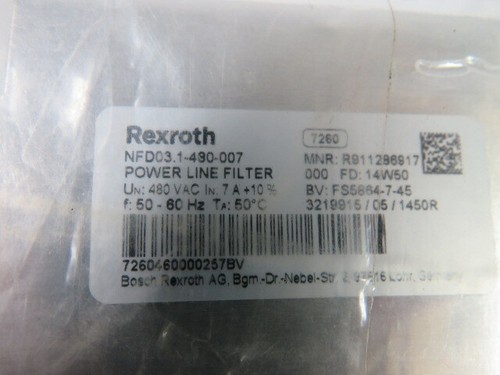 Rexroth
7260
NFD03.1-480-007
MNR: R911286917
POWER LINE FILTER
000 FD: 14W50
UN: 480 VAC IN: 7 A +10 %
BV: FS5664-7-45
f: 50 - 60 Hz TA: 50°C
3219915 / 05 / 1450R
7260460000257BV
Bosch Rexroth AG, Bgm.-Dr.-Nebel-Str. 2, 97816 Lohr, Germany